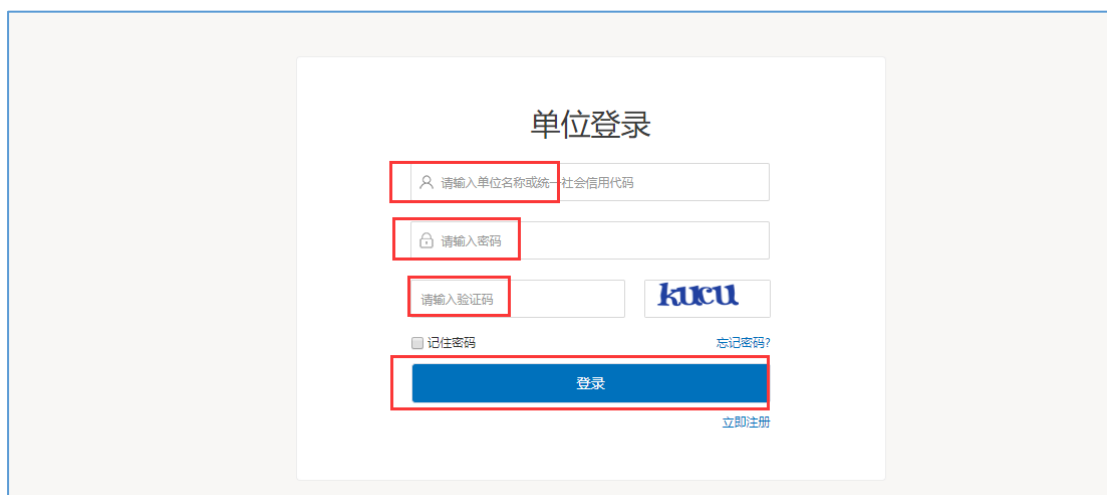 单位登录
请输入单位名称或统一社会信用代码
请输入密码
请输入验证码
kucu
记住密码 忘记密码?
登录
立即注册